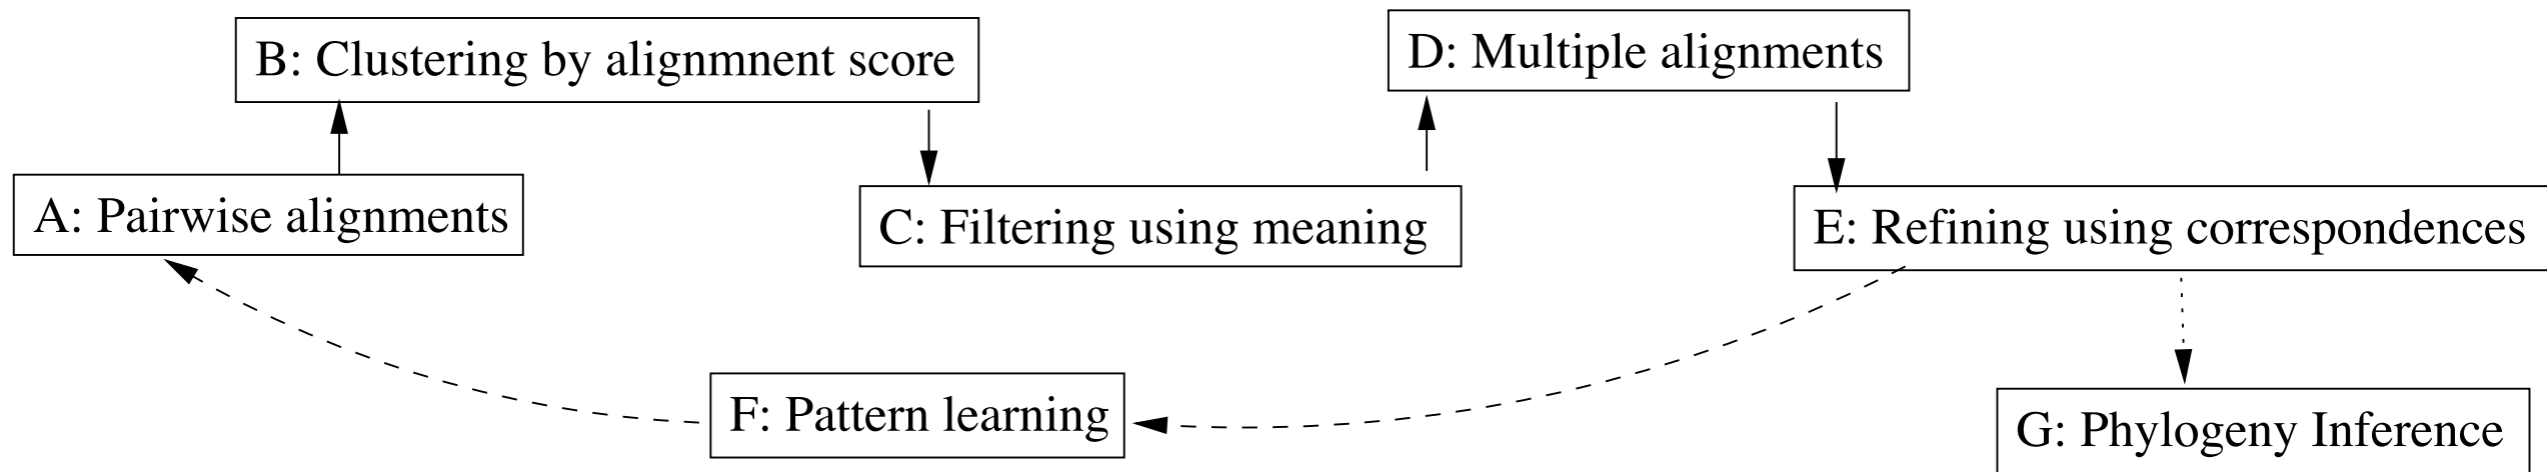 B: Clustering by alignmnent score
D: Multiple alignments
A: Pairwise alignments
C: Filtering using meaning
E: Refining using correspondences
F: Pattern learning
G: Phylogeny Inference